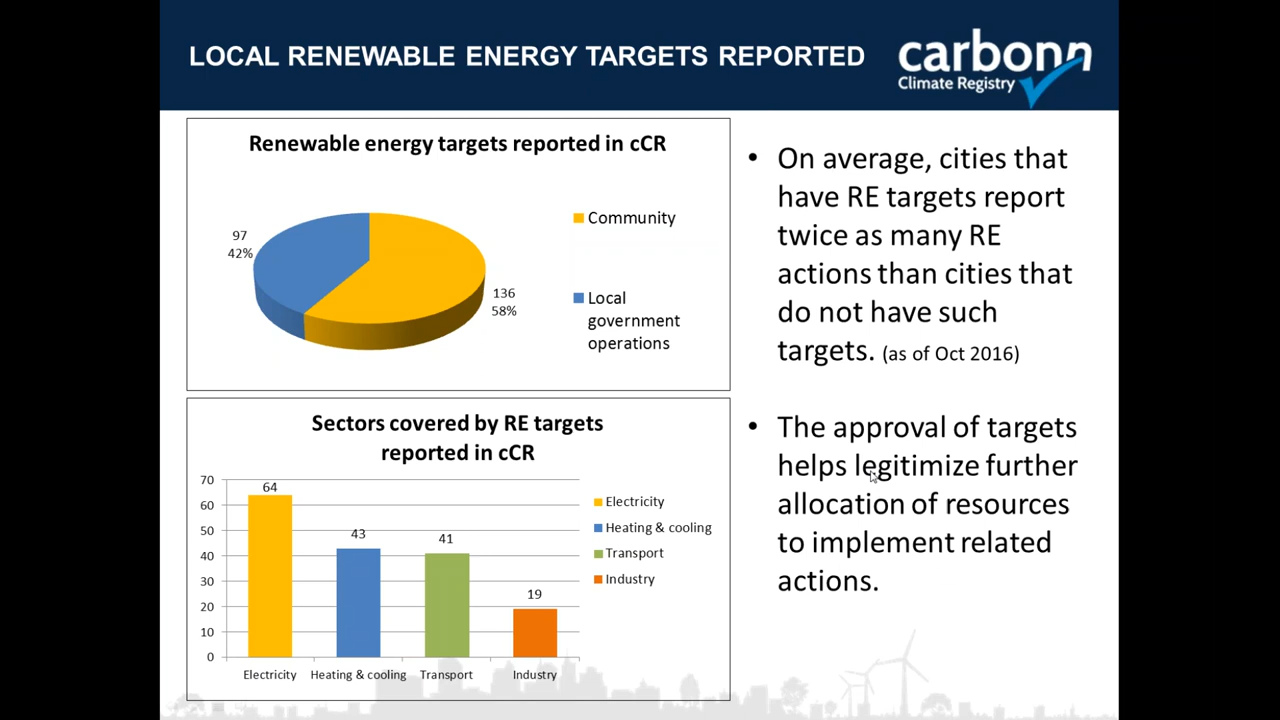 LOCAL RENEWABLE ENERGY TARGETS REPORTED
carbonn
Climate Registry
Renewable energy targets reported in cCR
97
42%
136
58%
Community
Local
government
operations
Sectors covered by RE targets
reported in cCR
70
60
50
40
30
20
10
0
64
43
41
19
Electricity
Heating & cooling
Transport
Industry
Electricity
Heating & cooling
Transport
Industry
• On average, cities that
have RE targets report
twice as many RE
actions than cities that
do not have such
targets. (as of Oct 2016)
• The approval of targets
helps legitimize further
allocation of resources
to implement related
actions.